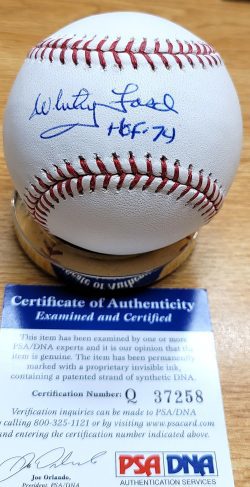 Whitey Ford
HOF-74
Certificate of Authenticity
Examined and Certified
This item has been examined by one or more
PSA/DNA experts and it is our opinion that the
item is genuine. The item has been permanently
marked with a proprietary invisible ink,
containing a patented strand of synthetic DNA.
Certification Number: Q 37258
Verification inquiries can be made to PSA/DNA
calling 800-325-1121 or by visiting www.psacard.com
and entering the certification number indicated above.
Joe Orlando,
President, PSA/DNA
PSA DNA
AUTHENTICATION SERVICES